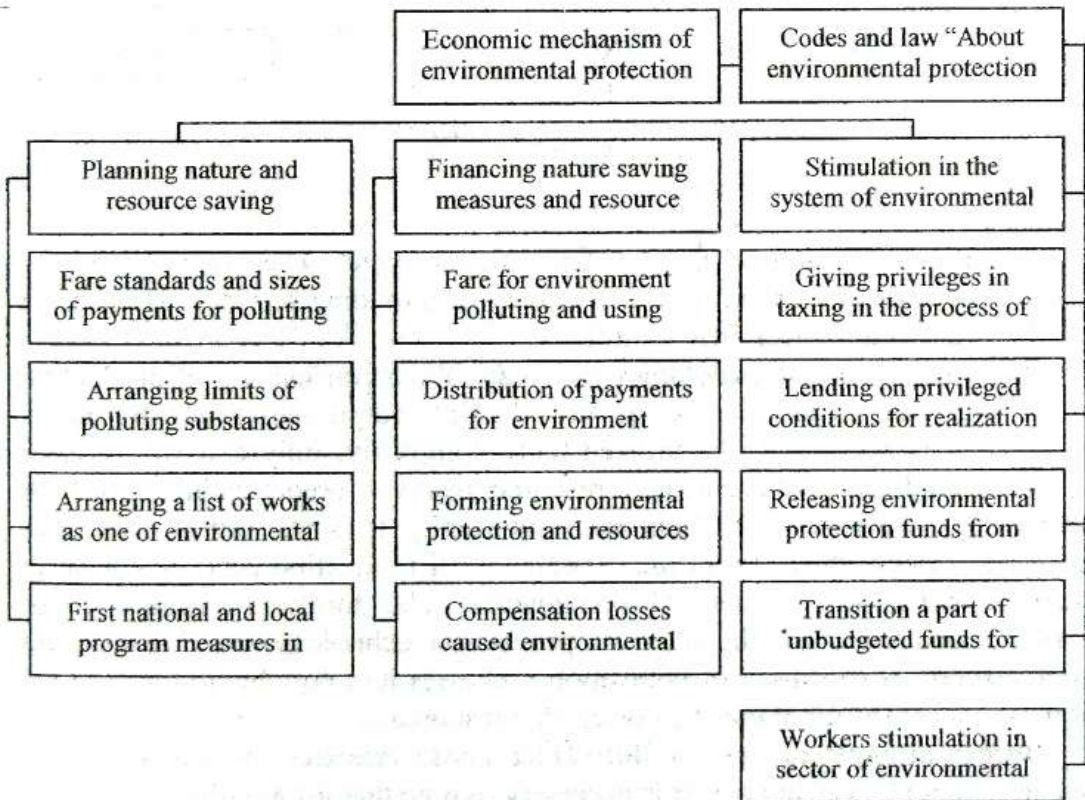 Economic mechanism of
environmental protection
Codes and law “About
environmental protection
Planning nature and
resource saving
Financing nature saving
measures and resource
Stimulation in the
system of environmental
Fare standards and sizes
of payments for polluting
Fare for environment
polluting and using
Giving privileges in
taxing in the process of
Arranging limits of
polluting substances
Distribution of payments
for environment
Lending on privileged
conditions for realization
Arranging a list of works
as one of environmental
Forming environmental
protection and resources
Releasing environmental
protection funds from
First national and local
program measures in
Compensation losses
caused environmental
Transition a part of
unbudgeted funds for
Workers stimulation in
sector of environmental